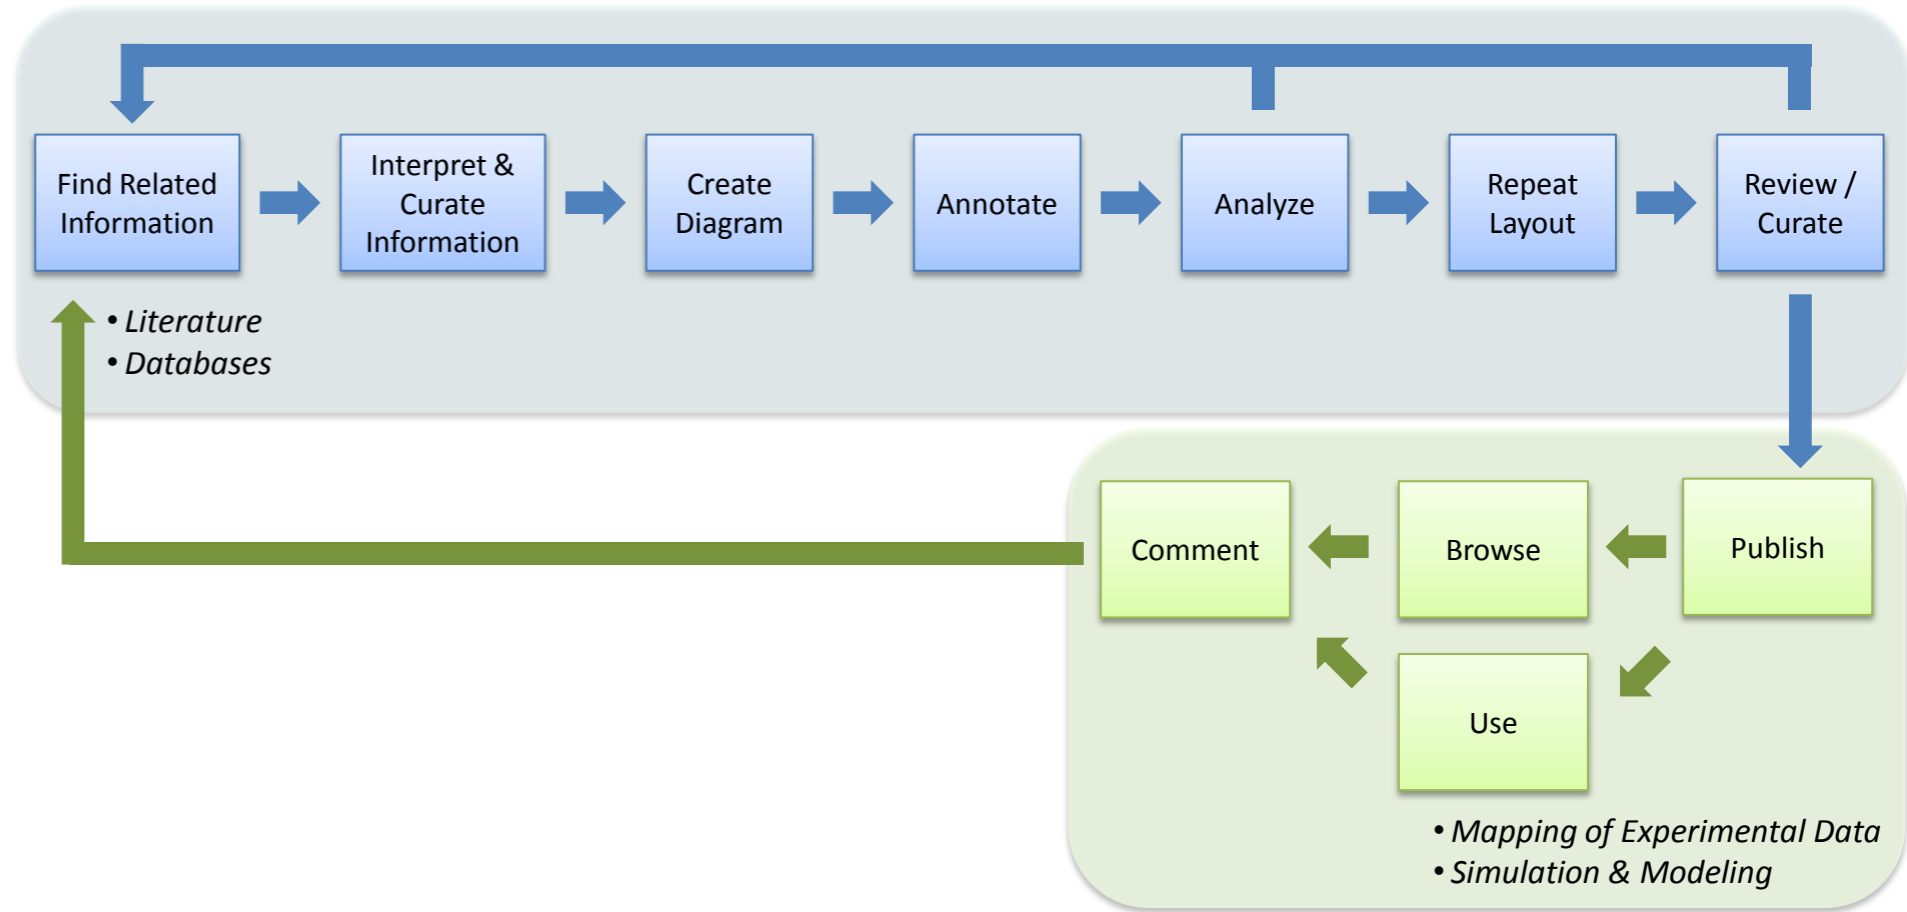 Find Related
Information
Interpret &
Curate
Information
Create
Diagram
Annotate
Analyze
Repeat
Layout
Review /
Curate
• Literature
• Databases
Comment
Browse
Publish
Use
• Mapping of Experimental Data
• Simulation & Modeling